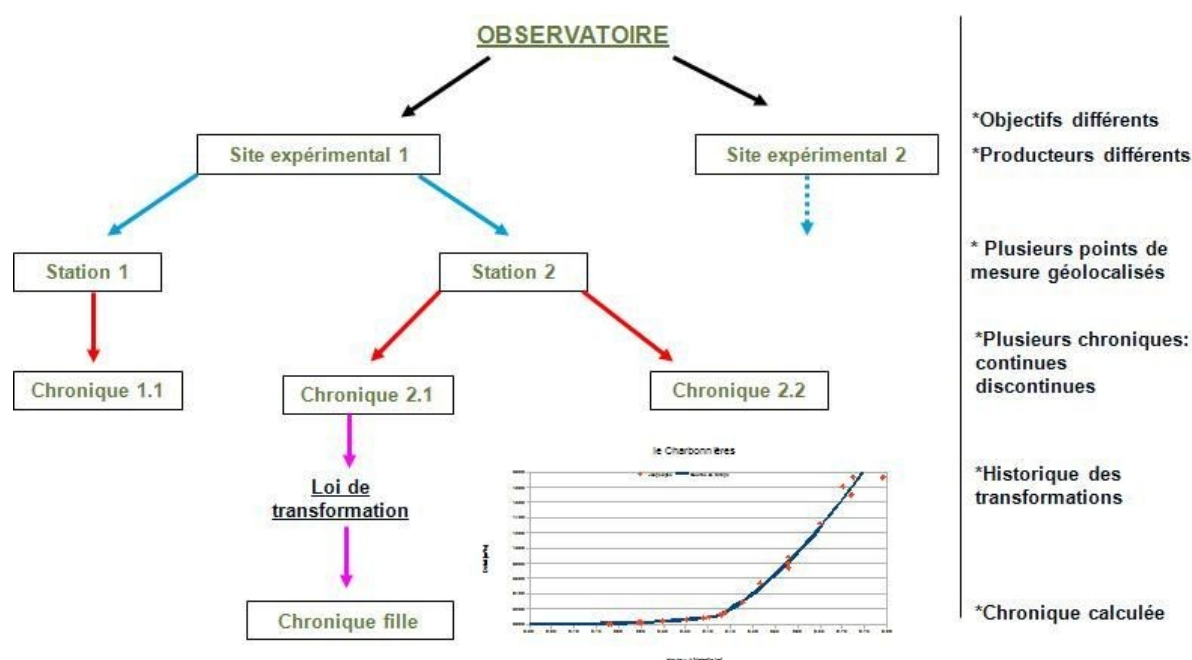 OBSERVATOIRE
*Objectifs différents
Site expérimental 1
Site expérimental 2
*Producteurs différents
Station 1
Station 2
* Plusieurs points de
mesure géolocalisés
*Plusieurs chroniques:
continues
discontinues
Chronique 1.1
Chronique 2.1
Chronique 2.2
le Charbonnières
Loi de
transformation
*Historique des
transformations
Chronique fille
*Chronique calculée